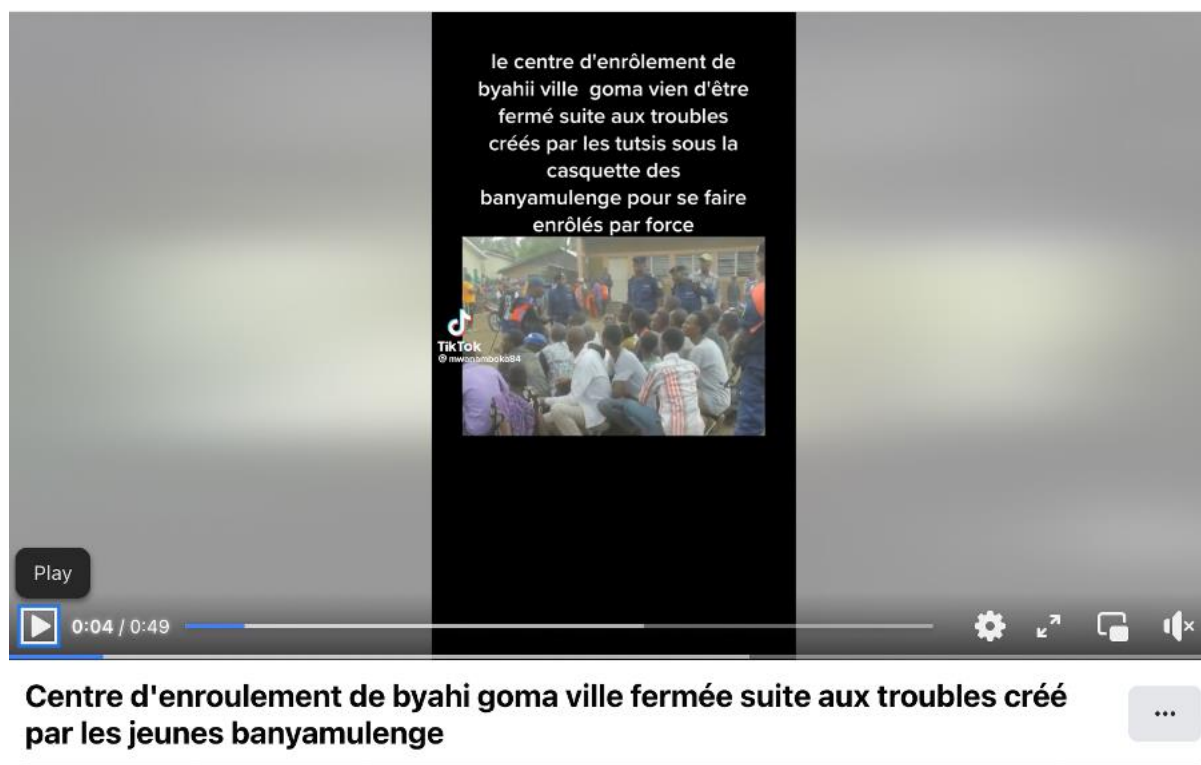 le centre d'enrôlement de
byahii ville goma vien d'être
fermé suite aux troubles
créés par les tutsis sous la
casquette des
banyamulenge pour se faire
enrôlés par force
TikTok
@mwanamboka84
Play
0:04 / 0:49
Centre d'enroulement de byahi goma ville fermée suite aux troubles créé
par les jeunes banyamulenge